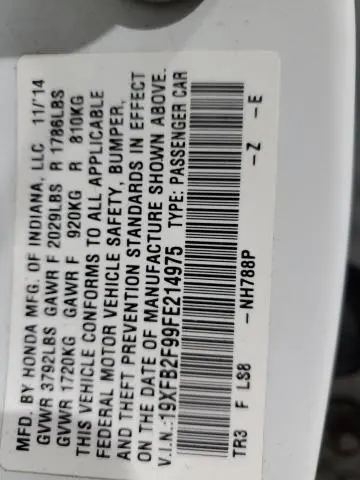 MFD. BY HONDA MFG. OF INDIANA, LLC 11/'14
GVWR 3792LBS GAWR F 2029LBS R 1786LBS
GVWR 1720KG GAWR F 920KG R 810KG
THIS VEHICLE CONFORMS TO ALL APPLICABLE
FEDERAL MOTOR VEHICLE SAFETY, BUMPER,
AND THEFT PREVENTION STANDARDS IN EFFECT
ON THE DATE OF MANUFACTURE SHOWN ABOVE.
V.I.N.:19XFB2F99FE214975 TYPE: PASSENGER CAR
TR3 F LS8 - NH788P - Z - E